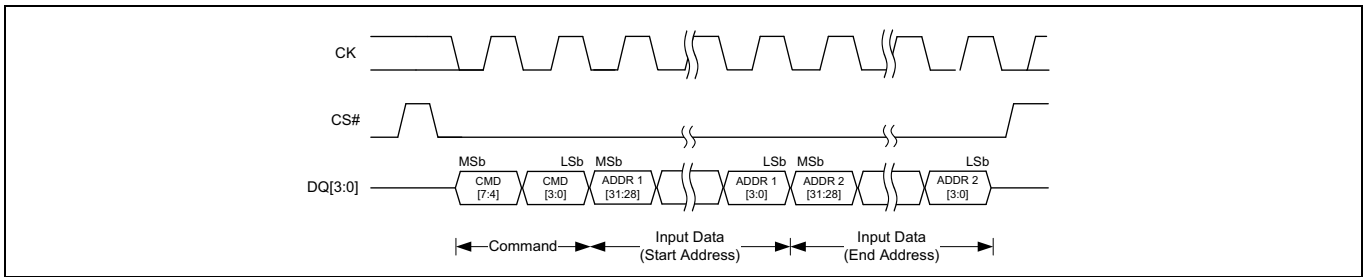 CK
CS#
MSb LSb MSb LSb MSb LSb
DQ[3:0] CMD [7:4] CMD [3:0] ADDR 1 [31:28] ADDR 1 [3:0] ADDR 2 [31:28] ADDR 2 [3:0]
Command Input Data (Start Address) Input Data (End Address)